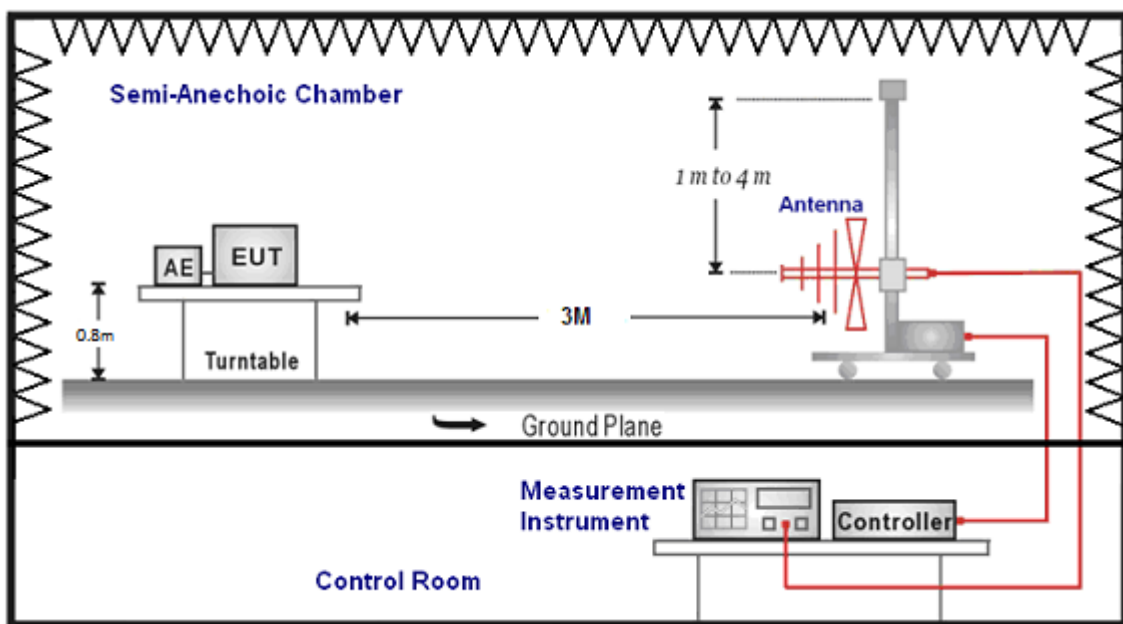 Semi-Anechoic Chamber
1 m to 4 m
Antenna
AE
EUT
0.8m
3M
Turntable
Ground Plane
Measurement
Instrument
Controller
Control Room